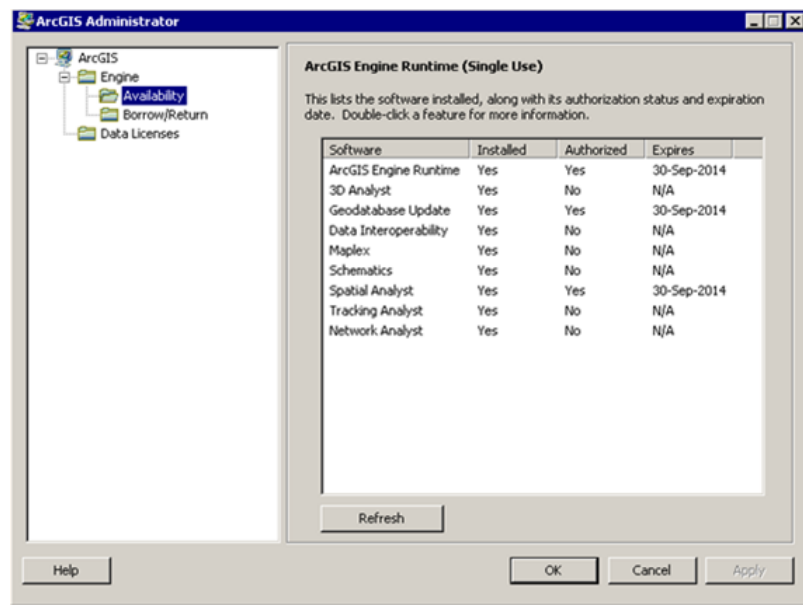 ArcGIS Administrator
ArcGIS
Engine
Availability
Borrow/Return
Data Licenses
ArcGIS Engine Runtime (Single Use)
This lists the software installed, along with its authorization status and expiration
date. Double-click a feature for more information.
Software Installed Authorized Expires
ArcGIS Engine Runtime Yes Yes 30-Sep-2014
3D Analyst Yes No N/A
Geodatabase Update Yes Yes 30-Sep-2014
Data Interoperability Yes No N/A
Maplex Yes No N/A
Schematics Yes No N/A
Spatial Analyst Yes Yes 30-Sep-2014
Tracking Analyst Yes No N/A
Network Analyst Yes No N/A
Refresh
Help OK Cancel Apply